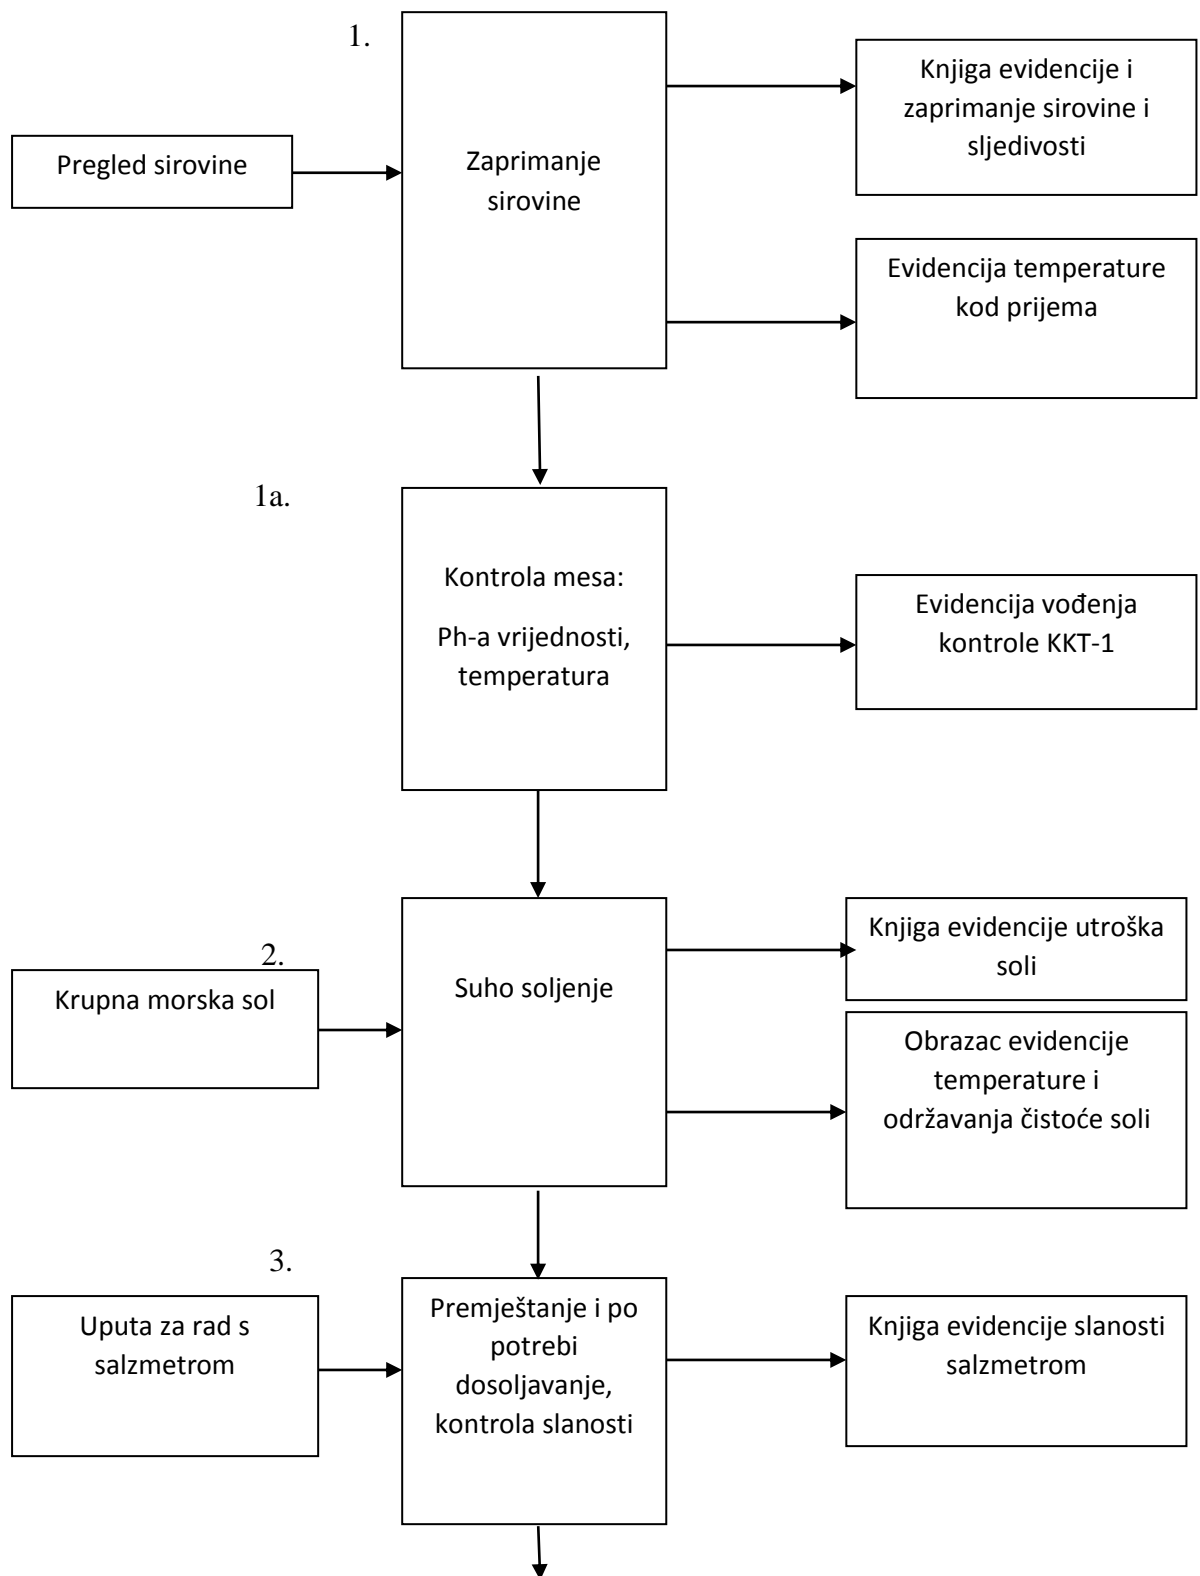 1.
Pregled sirovine
Zaprimanje
sirovine
Knjiga evidencije i
zaprimanje sirovine i
sljedivosti
Evidencija temperature
kod prijema
1a.
Kontrola mesa:
Ph-a vrijednosti,
temperatura
Evidencija vođenja
kontrole KKT-1
2.
Krupna morska sol
Suho soljenje
Knjiga evidencije utroška
soli
Obrazac evidencije
temperature i
održavanja čistoće soli
3.
Uputa za rad s
salzmetrom
Premještanje i po
potrebi
dosoljavanje,
kontrola slanosti
Knjiga evidencije slanosti
salzmetrom